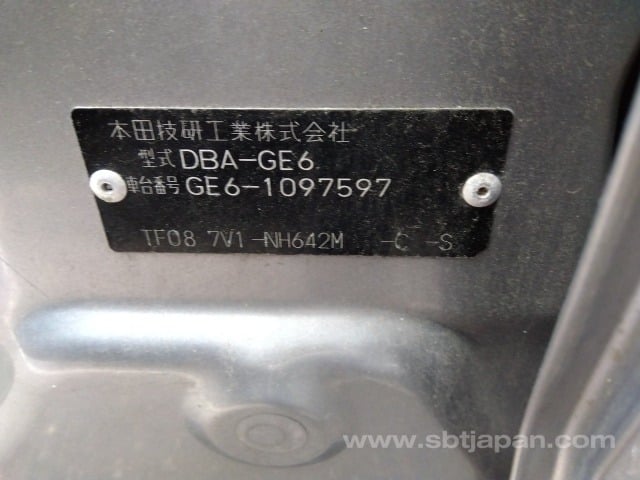 本田技研工業株式会社
型式 DBA-GE6
車台番号 GE6-1097597
TF08 7V1-NH642M -C -S
www.sbtjapan.com